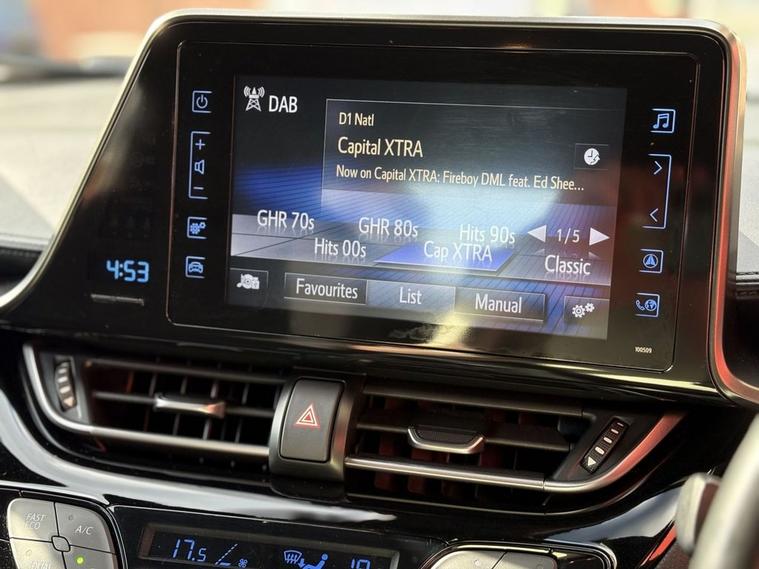 DAB
D1 Natl
Capital XTRA
Now on Capital XTRA: Fireboy DML feat. Ed Shee...
GHR 70s GHR 80s Hits 90s 1/5
Hits 00s Cap XTRA Classic
Favourites List Manual
4:53
100509
FAST
ECO
A/C
17.5